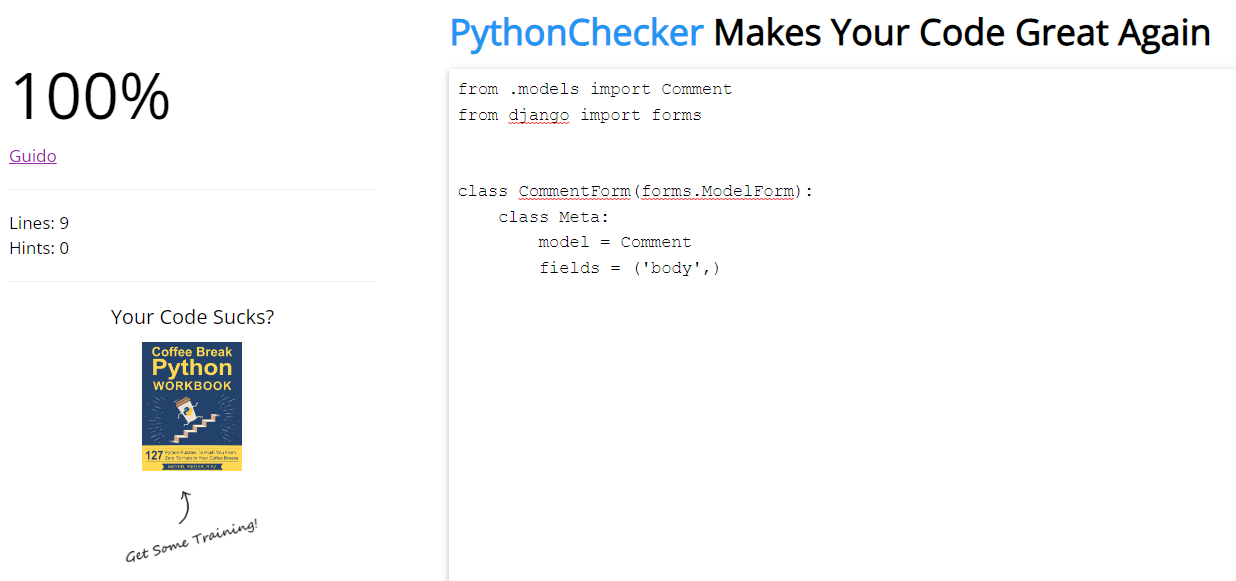 PythonChecker Makes Your Code Great Again
100%
Guido
Lines: 9
Hints: 0
Your Code Sucks?
Coffee Break
Python
WORKBOOK
127 Python Puzzles To Push You From
Zero To Hero In Your Coffee Breaks
Get Some Training!
from .models import Comment
from django import forms
class CommentForm(forms.ModelForm):
    class Meta:
        model = Comment
        fields = ('body',)